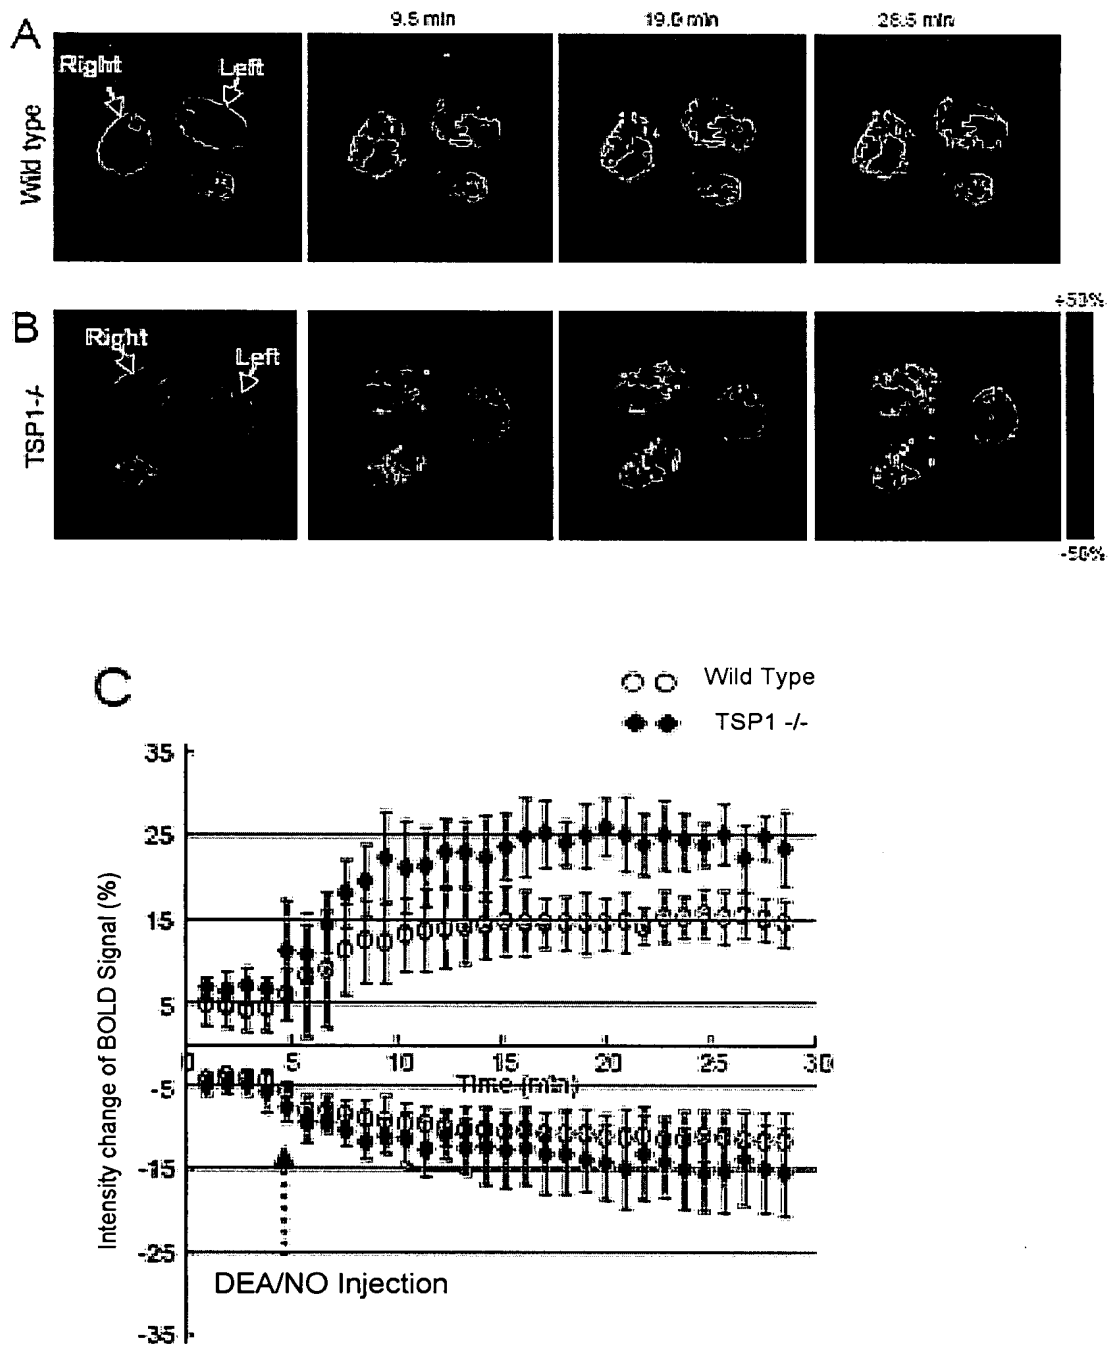 A
9.5 min 19.0 min 28.5 min
Wild type
Right Left
B
TSP1-/-
Right Left
+50%
-50%
C
Wild Type
TSP1 -/-
35
25
15
5
0 5 10 15 20 25 30
Time (min)
-5
-15
-25
-35
Intensity change of BOLD Signal (%)
DEA/NO Injection